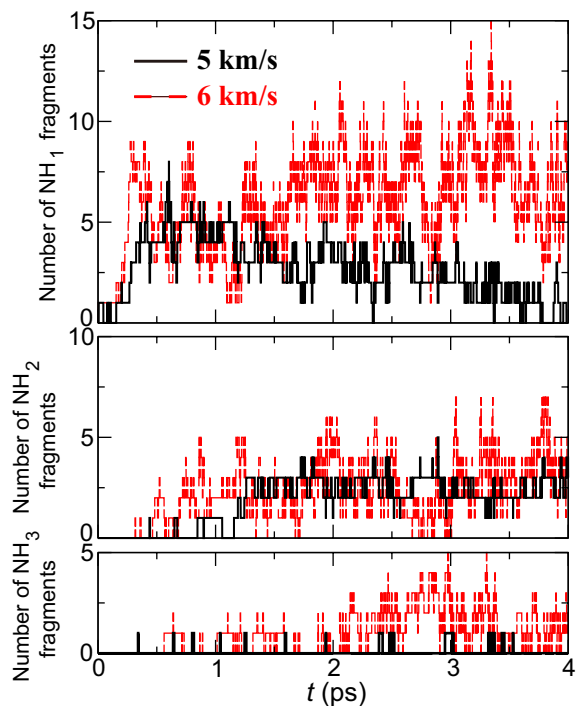 Number of NH1 fragments
15
10
5
0
5 km/s
6 km/s
Number of NH2
fragments
10
5
0
Number of NH3
fragments
5
0
0
1
2
3
4
t (ps)